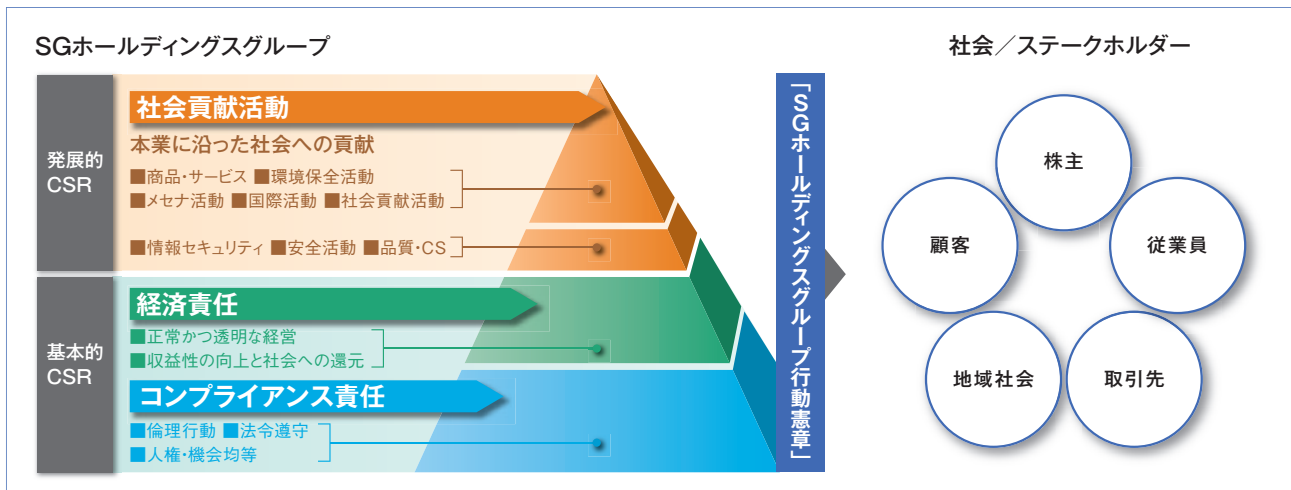 SGホールディングスグループ
発展的
CSR
社会貢献活動
本業に沿った社会への貢献
■商品・サービス ■環境保全活動
■メセナ活動 ■国際活動 ■社会貢献活動
■情報セキュリティ ■安全活動 ■品質・CS
基本的
CSR
経済責任
■正常かつ透明な経営
■収益性の向上と社会への還元
コンプライアンス責任
■倫理行動 ■法令遵守
■人権・機会均等
「SGホールディングスグループ行動憲章」
社会／ステークホルダー
株主
顧客
従業員
地域社会
取引先